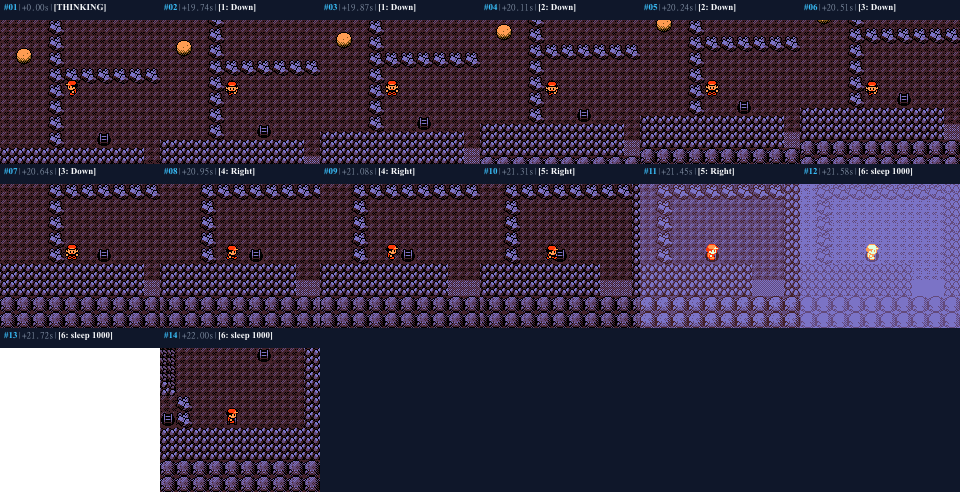 #01|+0.00s|[THINKING]
#02|+19.74s|[1: Down]
#03|+19.87s|[1: Down]
#04|+20.11s|[2: Down]
#05|+20.24s|[2: Down]
#06|+20.51s|[3: Down]
#07|+20.64s|[3: Down]
#08|+20.95s|[4: Right]
#09|+21.08s|[4: Right]
#10|+21.31s|[5: Right]
#11|+21.45s|[5: Right]
#12|+21.58s|[6: sleep 1000]
#13|+21.72s|[6: sleep 1000]
#14|+22.00s|[6: sleep 1000]